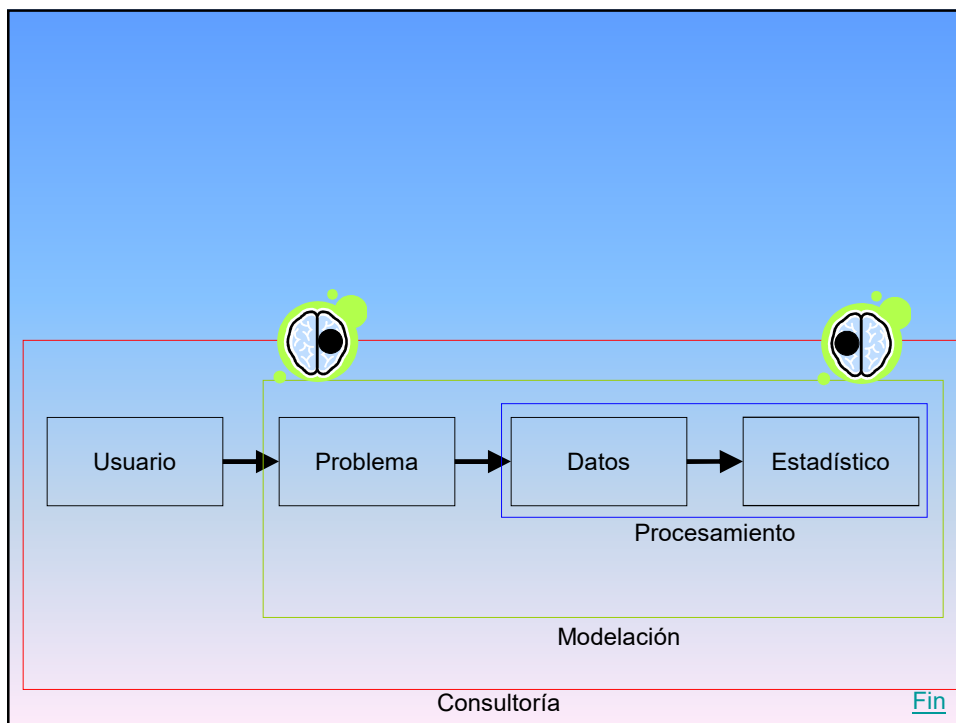 Usuario
Problema
Datos
Estadístico
Procesamiento
Modelación
Consultoría
Fin